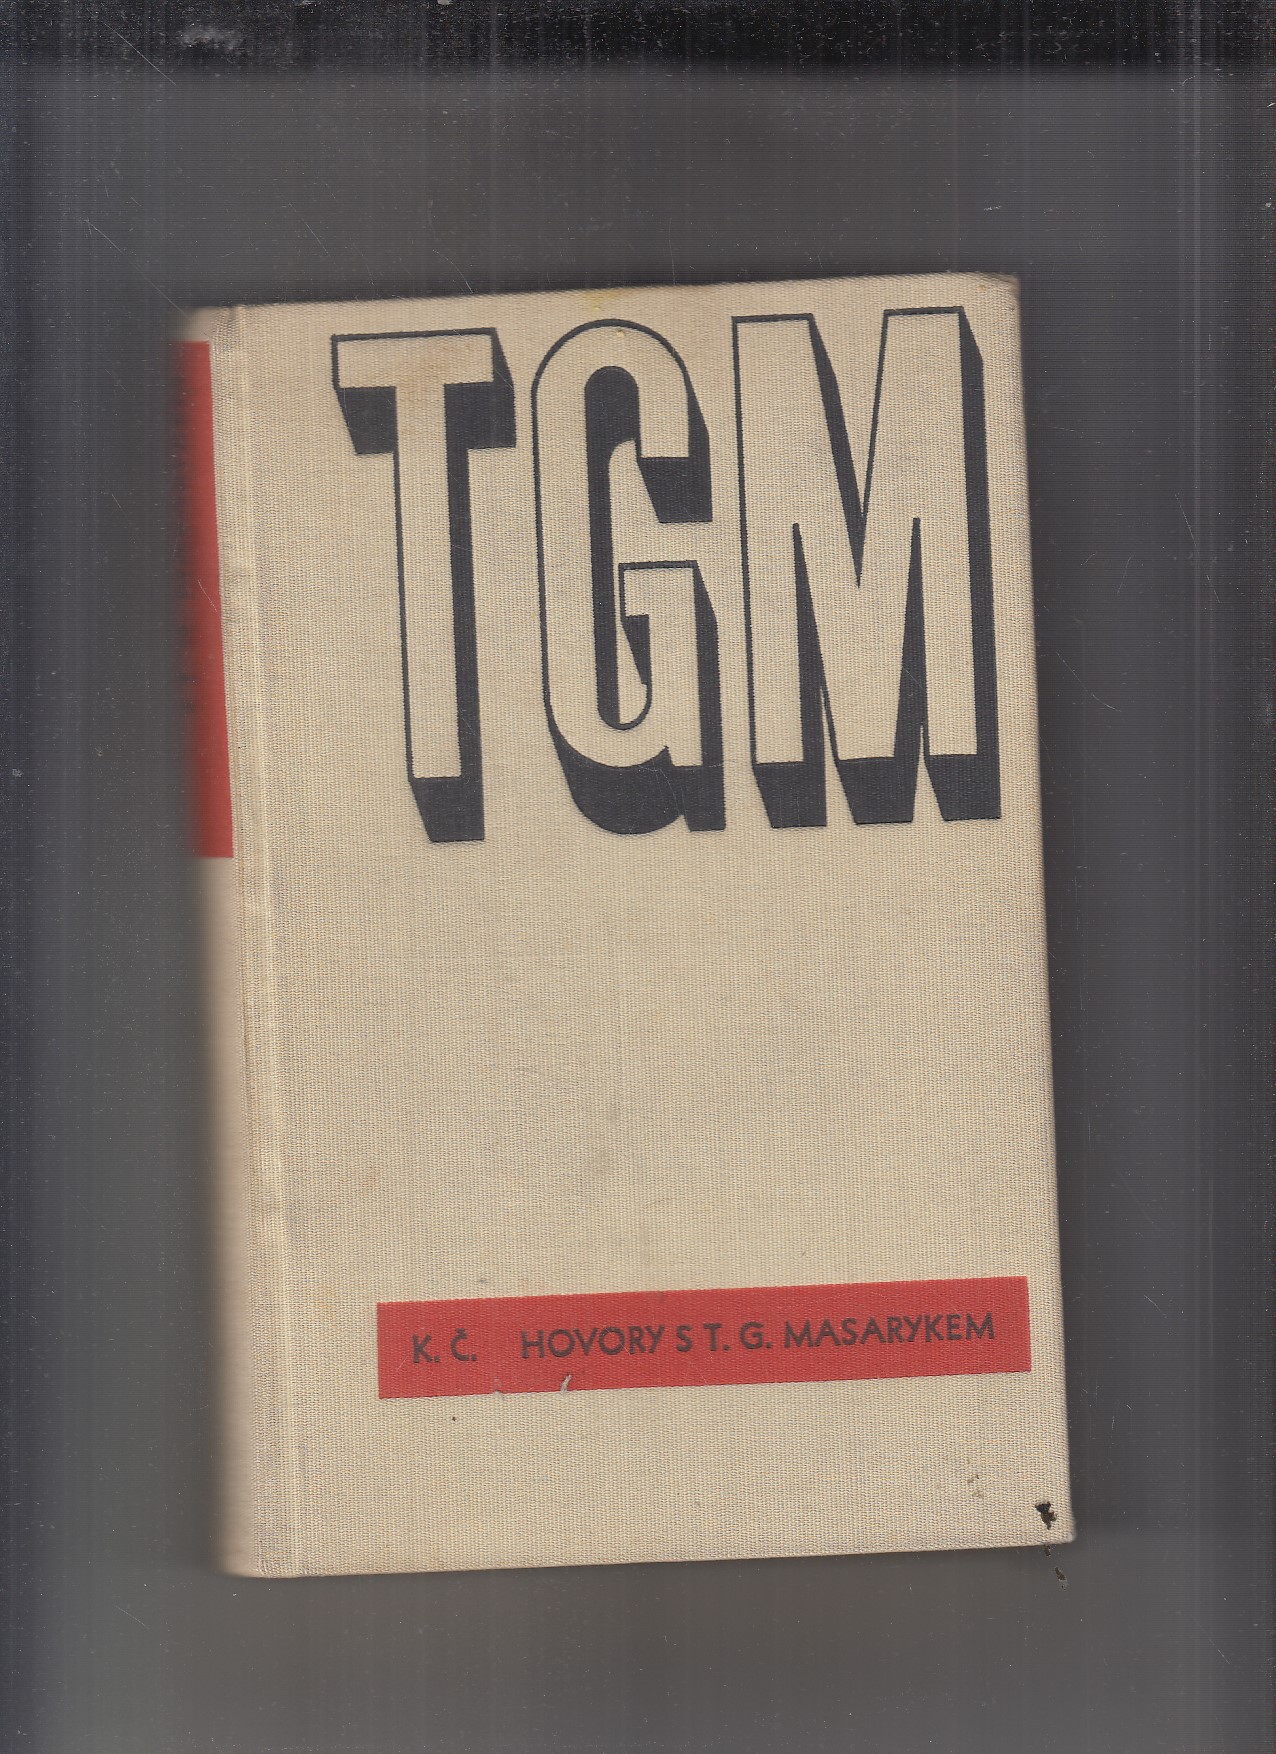 TGM
K. Č. HOVORY S T. G. MASARYKEM